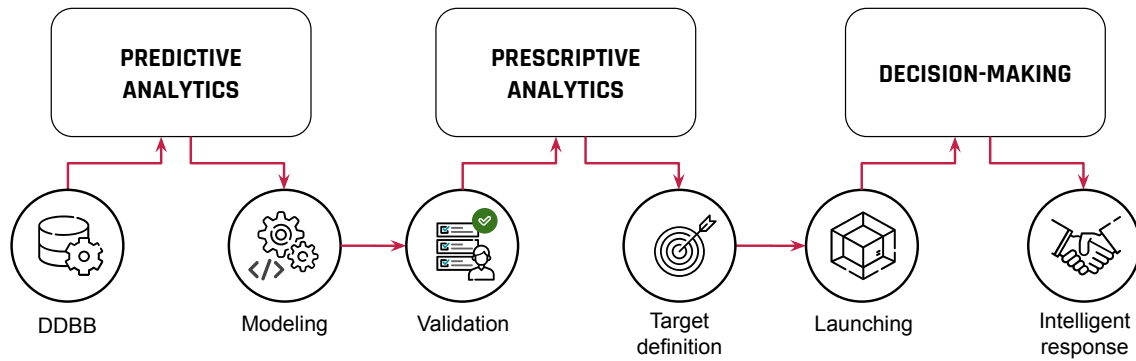 PREDICTIVE
ANALYTICS
PRESCRIPTIVE
ANALYTICS
DECISION-MAKING
</>
DDBB
Modeling
Validation
Target
definition
Launching
Intelligent
response